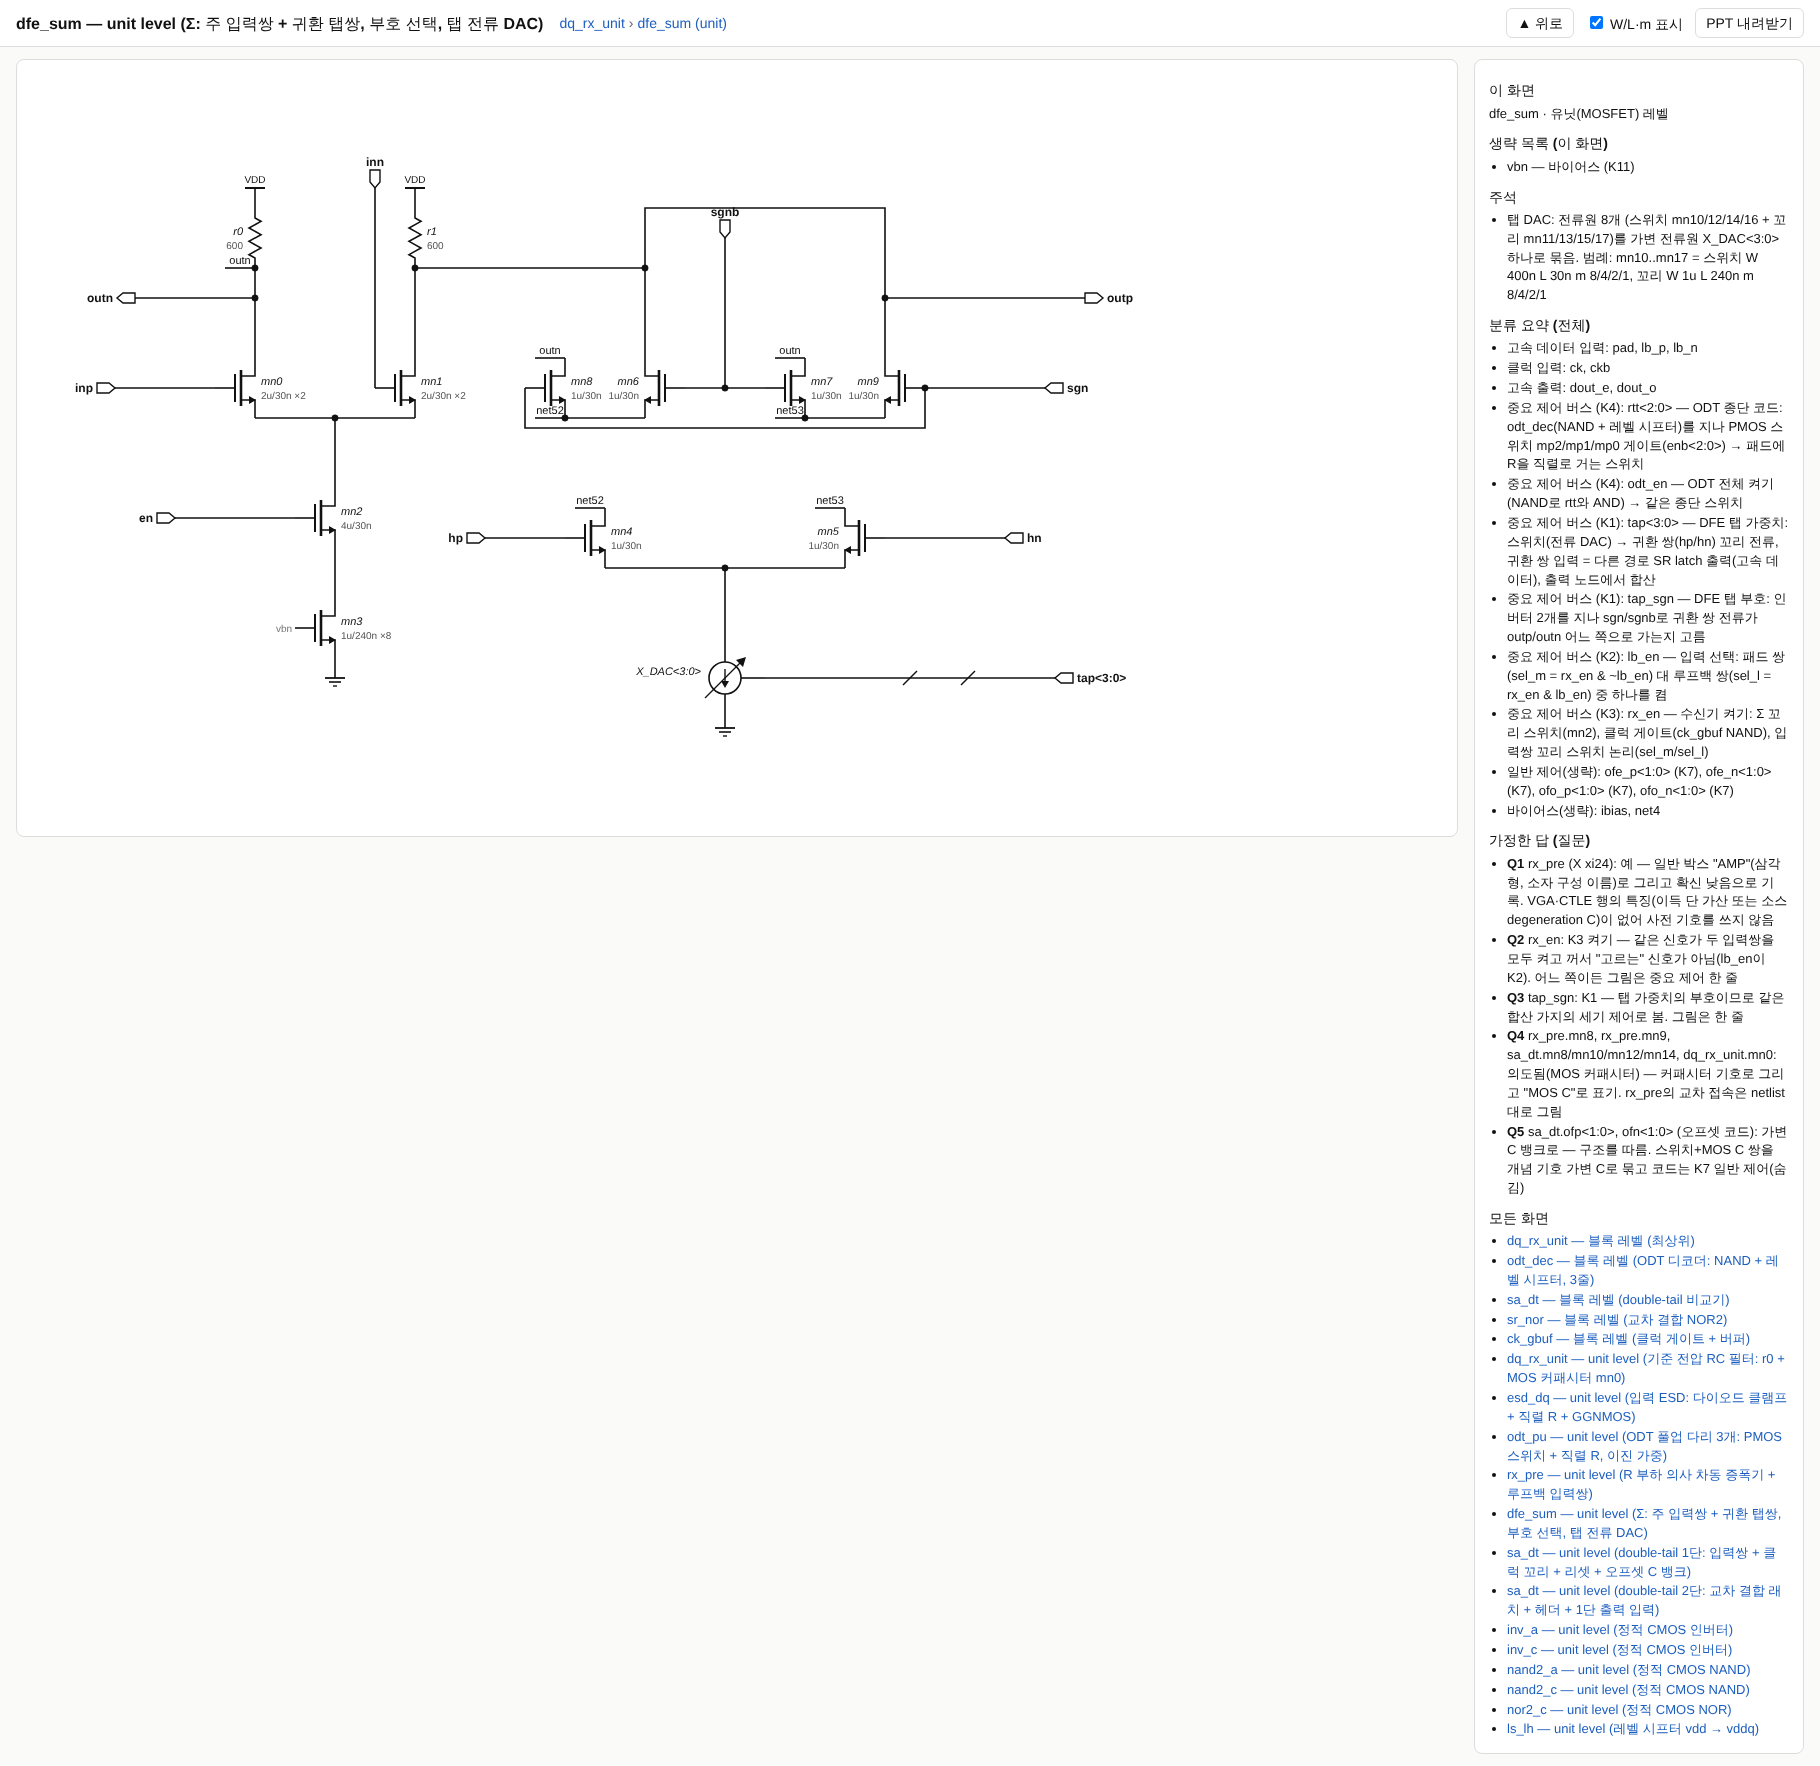 dfe_sum — unit level (Σ: 주 입력쌍 + 귀환 탭쌍, 부호 선택, 탭 전류 DAC)
dq_rx_unit › dfe_sum (unit)
▲ 위로
W/L·m 표시
PPT 내려받기
inn
VDD
VDD
r0
600
outn
r1
600
sgnb
outn
outp
outn
outn
inp
mn0
2u/30n ×2
mn1
2u/30n ×2
mn8
1u/30n
mn6
1u/30n
mn7
1u/30n
mn9
1u/30n
sgn
net52
net53
en
mn2
4u/30n
net52
net53
hp
mn4
1u/30n
mn5
1u/30n
hn
vbn
mn3
1u/240n ×8
X_DAC<3:0>
tap<3:0>
이 화면
dfe_sum · 유닛(MOSFET) 레벨
생략 목록 (이 화면)
vbn — 바이어스 (K11)
주석
탭 DAC: 전류원 8개 (스위치 mn10/12/14/16 + 꼬
리 mn11/13/15/17)를 가변 전류원 X_DAC<3:0>
하나로 묶음. 범례: mn10..mn17 = 스위치 W
400n L 30n m 8/4/2/1, 꼬리 W 1u L 240n m
8/4/2/1
분류 요약 (전체)
고속 데이터 입력: pad, lb_p, lb_n
클럭 입력: ck, ckb
고속 출력: dout_e, dout_o
중요 제어 버스 (K4): rtt<2:0> — ODT 종단 코드:
odt_dec(NAND + 레벨 시프터)를 지나 PMOS 스
위치 mp2/mp1/mp0 게이트(enb<2:0>) → 패드에
R을 직렬로 거는 스위치
중요 제어 버스 (K4): odt_en — ODT 전체 켜기
(NAND로 rtt와 AND) → 같은 종단 스위치
중요 제어 버스 (K1): tap<3:0> — DFE 탭 가중치:
스위치(전류 DAC) → 귀환 쌍(hp/hn) 꼬리 전류,
귀환 쌍 입력 = 다른 경로 SR latch 출력(고속 데
이터), 출력 노드에서 합산
중요 제어 버스 (K1): tap_sgn — DFE 탭 부호: 인
버터 2개를 지나 sgn/sgnb로 귀환 쌍 전류가
outp/outn 어느 쪽으로 가는지 고름
중요 제어 버스 (K2): lb_en — 입력 선택: 패드 쌍
(sel_m = rx_en & ~lb_en) 대 루프백 쌍(sel_l =
rx_en & lb_en) 중 하나를 켬
중요 제어 버스 (K3): rx_en — 수신기 켜기: Σ 꼬
리 스위치(mn2), 클럭 게이트(ck_gbuf NAND), 입
력쌍 꼬리 스위치 논리(sel_m/sel_l)
일반 제어(생략): ofe_p<1:0> (K7), ofe_n<1:0>
(K7), ofo_p<1:0> (K7), ofo_n<1:0> (K7)
바이어스(생략): ibias, net4
가정한 답 (질문)
Q1 rx_pre (X xi24): 예 — 일반 박스 "AMP"(삼각
형, 소자 구성 이름)로 그리고 확신 낮음으로 기
록. VGA·CTLE 행의 특징(이득 단 가산 또는 소스
degeneration C)이 없어 사전 기호를 쓰지 않음
Q2 rx_en: K3 켜기 — 같은 신호가 두 입력쌍을
모두 켜고 꺼서 "고르는" 신호가 아님(lb_en이
K2). 어느 쪽이든 그림은 중요 제어 한 줄
Q3 tap_sgn: K1 — 탭 가중치의 부호이므로 같은
합산 가지의 세기 제어로 봄. 그림은 한 줄
Q4 rx_pre.mn8, rx_pre.mn9,
sa_dt.mn8/mn10/mn12/mn14, dq_rx_unit.mn0:
의도됨(MOS 커패시터) — 커패시터 기호로 그리
고 "MOS C"로 표기. rx_pre의 교차 접속은 netlist
대로 그림
Q5 sa_dt.ofp<1:0>, ofn<1:0> (오프셋 코드): 가변
C 뱅크로 — 구조를 따름. 스위치+MOS C 쌍을
개념 기호 가변 C로 묶고 코드는 K7 일반 제어(숨
김)
모든 화면
dq_rx_unit — 블록 레벨 (최상위)
odt_dec — 블록 레벨 (ODT 디코더: NAND + 레
벨 시프터, 3줄)
sa_dt — 블록 레벨 (double-tail 비교기)
sr_nor — 블록 레벨 (교차 결합 NOR2)
ck_gbuf — 블록 레벨 (클럭 게이트 + 버퍼)
dq_rx_unit — unit level (기준 전압 RC 필터: r0 +
MOS 커패시터 mn0)
esd_dq — unit level (입력 ESD: 다이오드 클램프
+ 직렬 R + GGNMOS)
odt_pu — unit level (ODT 풀업 다리 3개: PMOS
스위치 + 직렬 R, 이진 가중)
rx_pre — unit level (R 부하 의사 차동 증폭기 +
루프백 입력쌍)
dfe_sum — unit level (Σ: 주 입력쌍 + 귀환 탭쌍,
부호 선택, 탭 전류 DAC)
sa_dt — unit level (double-tail 1단: 입력쌍 + 클
럭 꼬리 + 리셋 + 오프셋 C 뱅크)
sa_dt — unit level (double-tail 2단: 교차 결합 래
치 + 헤더 + 1단 출력 입력)
inv_a — unit level (정적 CMOS 인버터)
inv_c — unit level (정적 CMOS 인버터)
nand2_a — unit level (정적 CMOS NAND)
nand2_c — unit level (정적 CMOS NAND)
nor2_c — unit level (정적 CMOS NOR)
ls_lh — unit level (레벨 시프터 vdd → vddq)